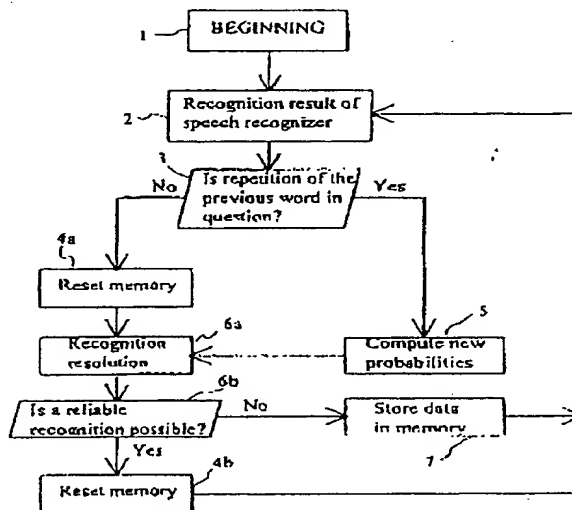 1
BEGINNING
2
Recognition result of
speech recognizer
3
Is repetition of the
previous word in
question?
No
Yes
4a
Reset memory
5
Compute new
probabilities
6a
Recognition
resolution
6b
Is a reliable
recognition possible?
No
Store data
in memory
7
Yes
4b
Reset memory